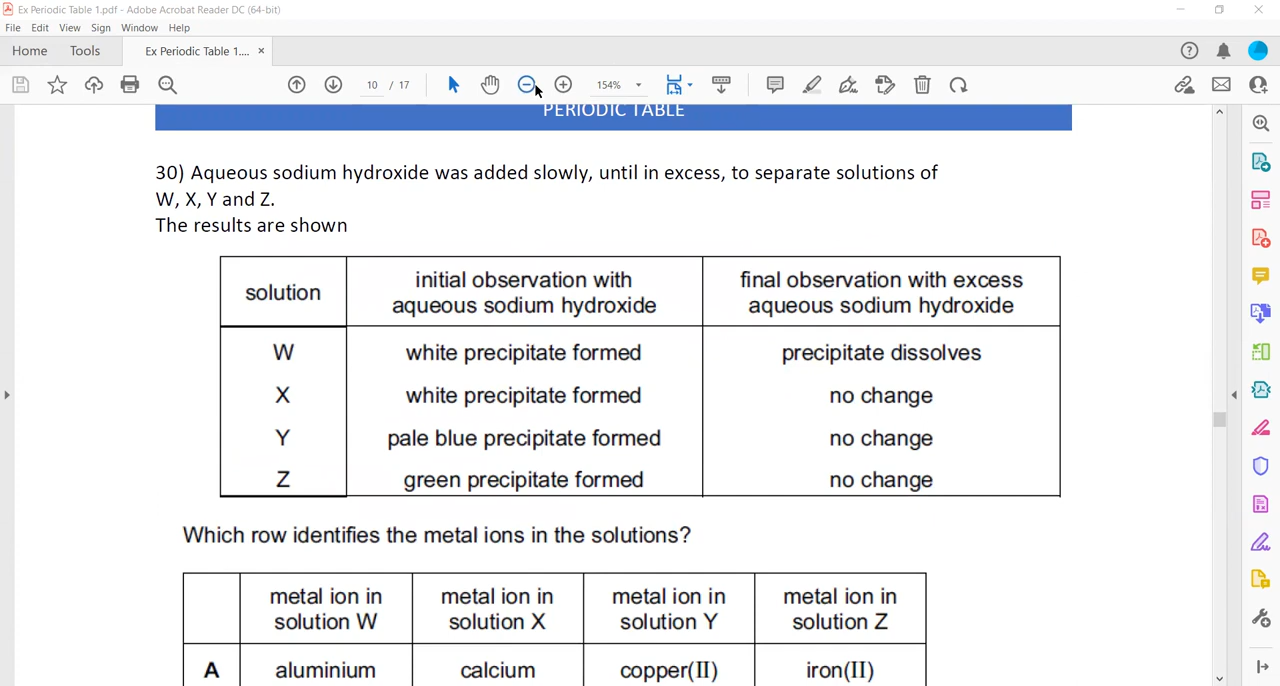 Ex Periodic Table 1.pdf - Adobe Acrobat Reader DC (64-bit)
File Edit View Sign Window Help
Home Tools Ex Periodic Table 1.... ×
10 / 17 154%
PERIODIC TABLE
30) Aqueous sodium hydroxide was added slowly, until in excess, to separate solutions of
W, X, Y and Z.
The results are shown
solution
initial observation with
aqueous sodium hydroxide
final observation with excess
aqueous sodium hydroxide
W white precipitate formed precipitate dissolves
X white precipitate formed no change
Y pale blue precipitate formed no change
Z green precipitate formed no change
Which row identifies the metal ions in the solutions?
metal ion in
solution W
metal ion in
solution X
metal ion in
solution Y
metal ion in
solution Z
A aluminium calcium copper(II) iron(II)